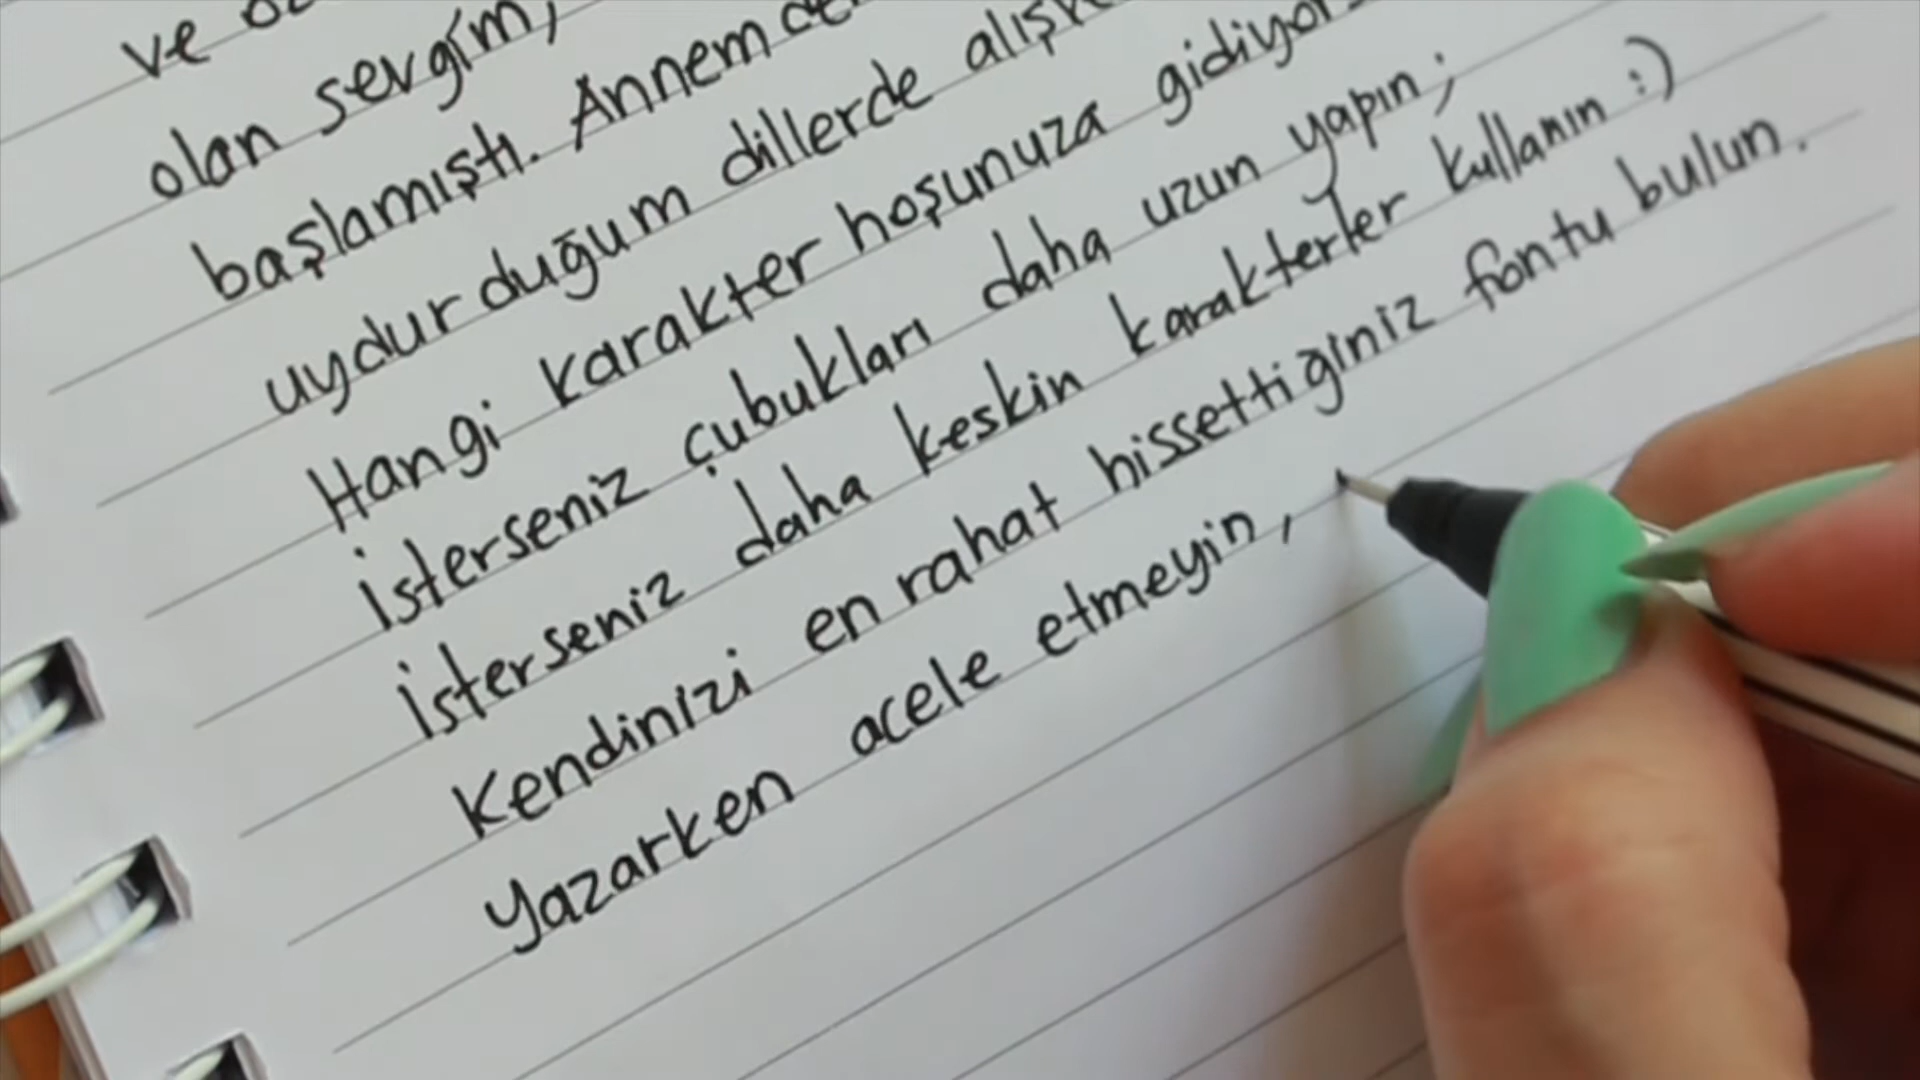 ve
olan sevgim,
başlamıştı. Annem
uydurduğum dillerde
Hangi karakter hoşunuza gidiyor
İsterseniz çubukları daha uzun yapın;
İsterseniz daha keskin karakterler kullanın :)
Kendinizi en rahat hissettiğiniz fontu bulun.
Yazarken acele etmeyin,